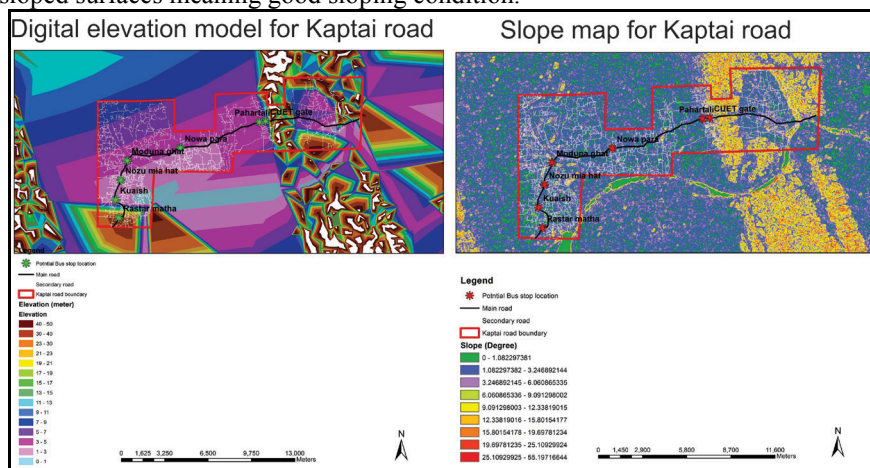 sloped surfaces meaning good sloping condition.
Digital elevation model for Kaptai road
Pahartali CUET gate
Nowa para
Moduna ghat
Nozu mia hat
Kuaish
Rastar matha
Legend
Potntial Bus stop location
Main road
Secondary road
Kaptai road boundary
Elevation (meter)
Elevation
40 - 50
30 - 40
23 - 30
21 - 23
19 - 21
17 - 19
15 - 17
13 - 15
11 - 13
9 - 11
7 - 9
5 - 7
3 - 5
1 - 3
0 - 1
0 1,625 3,250 6,500 9,750 13,000
Meters
N
Slope map for Kaptai road
Pahartali CUET gate
Nowa para
Moduna ghat
Nozu mia hat
Kuaish
Rastar matha
Legend
Potntial Bus stop location
Main road
Secondary road
Kaptai road boundary
Slope (Degree)
0 - 1.082297381
1.082297382 - 3.246892144
3.246892145 - 6.060865335
6.060865336 - 9.091298002
9.091298003 - 12.33819015
12.33819016 - 15.80154177
15.80154178 - 19.69781234
19.69781235 - 25.10929924
25.10929925 - 55.19716644
0 1,450 2,900 5,800 8,700 11,600
Meters
N